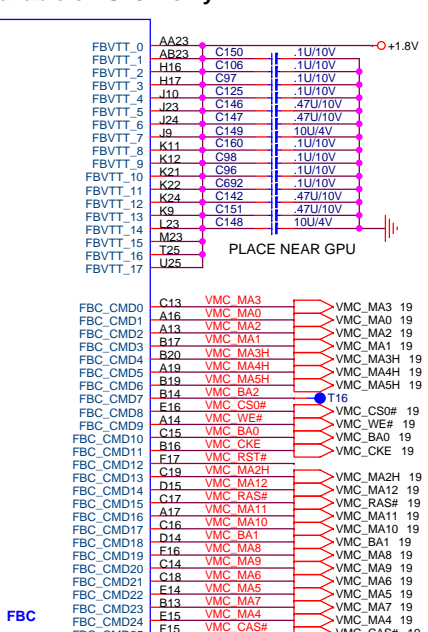 FBVTT_0 AA23 +1.8V
FBVTT_1 AB23 C150 .1U/10V
FBVTT_2 H16 C106 .1U/10V
FBVTT_3 H17 C97 .1U/10V
FBVTT_4 J10 C125 .1U/10V
FBVTT_5 J23 C146 .47U/10V
FBVTT_6 J24 C147 .47U/10V
FBVTT_7 J9 C149 10U/4V
FBVTT_8 K11 C160 .1U/10V
FBVTT_9 K12 C98 .1U/10V
FBVTT_10 K21 C96 .1U/10V
FBVTT_11 K22 C692 .1U/10V
FBVTT_12 K24 C142 .47U/10V
FBVTT_13 K9 C151 .47U/10V
FBVTT_14 L23 C148 10U/4V
FBVTT_15 M23
FBVTT_16 T25
FBVTT_17 U25
PLACE NEAR GPU
FBC_CMD0 C13 VMC_MA3 VMC_MA3 19
FBC_CMD1 A16 VMC_MA0 VMC_MA0 19
FBC_CMD2 A13 VMC_MA2 VMC_MA2 19
FBC_CMD3 B17 VMC_MA1 VMC_MA1 19
FBC_CMD4 B20 VMC_MA3H VMC_MA3H 19
FBC_CMD5 A19 VMC_MA4H VMC_MA4H 19
FBC_CMD6 B19 VMC_MA5H VMC_MA5H 19
FBC_CMD7 B14 VMC_BA2 T16
FBC_CMD8 E16 VMC_CS0# VMC_CS0# 19
FBC_CMD9 A14 VMC_WE# VMC_WE# 19
FBC_CMD10 C15 VMC_BA0 VMC_BA0 19
FBC_CMD11 B16 VMC_CKE VMC_CKE 19
FBC_CMD12 F17 VMC_RST#
FBC_CMD13 C19 VMC_MA2H VMC_MA2H 19
FBC_CMD14 D15 VMC_MA12 VMC_MA12 19
FBC_CMD15 C17 VMC_RAS# VMC_RAS# 19
FBC_CMD16 A17 VMC_MA11 VMC_MA11 19
FBC_CMD17 C16 VMC_MA10 VMC_MA10 19
FBC_CMD18 D14 VMC_BA1 VMC_BA1 19
FBC_CMD19 F16 VMC_MA8 VMC_MA8 19
FBC_CMD20 C14 VMC_MA9 VMC_MA9 19
FBC_CMD21 C18 VMC_MA6 VMC_MA6 19
FBC_CMD22 E14 VMC_MA5 VMC_MA5 19
FBC_CMD23 B13 VMC_MA7 VMC_MA7 19
FBC FBC_CMD24 E15 VMC_MA4 VMC_MA4 19
F15 VMC_CAS# VMC_CAS# 19